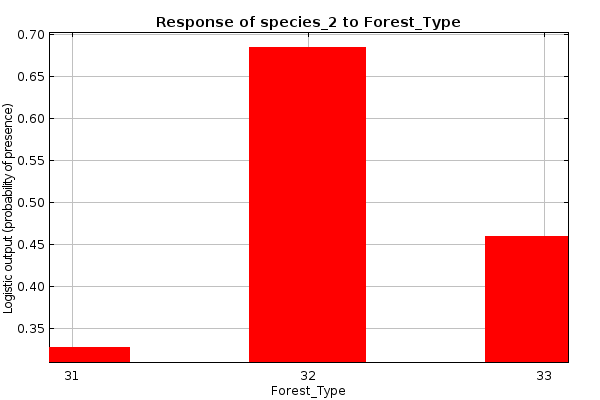 Response of species_2 to Forest_Type
Logistic output (probability of presence)
0.70
0.65
0.60
0.55
0.50
0.45
0.40
0.35
31 32 33
Forest_Type